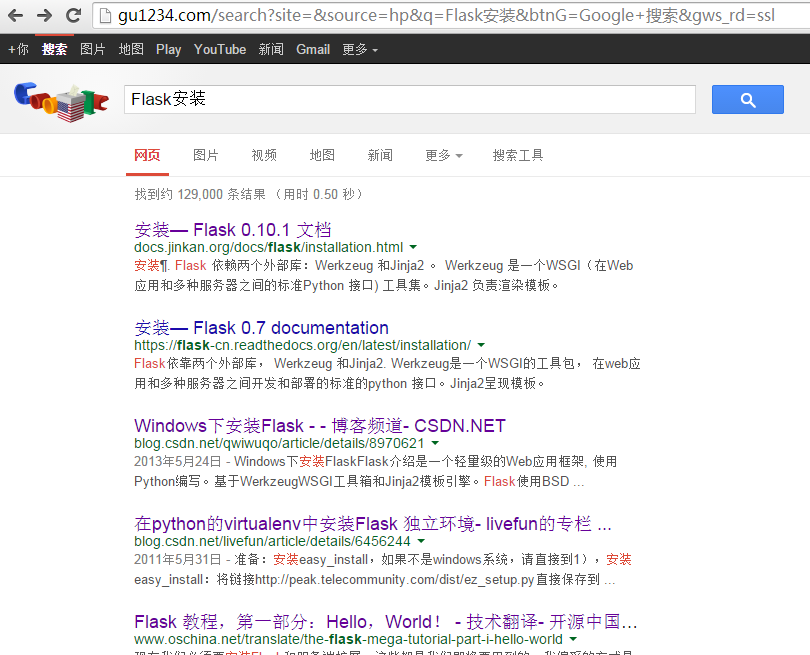 gu1234.com/search?site=&source=hp&q=Flask安装&btnG=Google+搜索&gws_rd=ssl
+你 搜索 图片 地图 Play YouTube 新闻 Gmail 更多
Google
Flask安装
网页 图片 视频 地图 新闻 更多 搜索工具
找到约 129,000 条结果 （用时 0.50 秒）
安装— Flask 0.10.1 文档
docs.jinkan.org/docs/flask/installation.html
安装¶. Flask 依赖两个外部库：Werkzeug 和Jinja2 。 Werkzeug 是一个WSGI（在Web
应用和多种服务器之间的标准Python 接口) 工具集。Jinja2 负责渲染模板。
安装— Flask 0.7 documentation
https://flask-cn.readthedocs.org/en/latest/installation/
Flask依靠两个外部库， Werkzeug 和Jinja2. Werkzeug是一个WSGI的工具包， 在web应
用和多种服务器之间开发和部署的标准的python 接口。Jinja2呈现模板。
Windows下安装Flask - - 博客频道- CSDN.NET
blog.csdn.net/qwiwuqo/article/details/8970621
2013年5月24日 - Windows下安装FlaskFlask介绍是一个轻量级的Web应用框架, 使用
Python编写。基于WerkzeugWSGI工具箱和Jinja2模板引擎。Flask使用BSD ...
在python的virtualenv中安装Flask 独立环境- livefun的专栏 ...
blog.csdn.net/livefun/article/details/6456244
2011年5月31日 - 准备：安装easy_install，如果不是windows系统，请直接到1），安装
easy_install：将链接http://peak.telecommunity.com/dist/ez_setup.py直接保存到 ...
Flask 教程，第一部分：Hello，World！ - 技术翻译- 开源中国...
www.oschina.net/translate/the-flask-mega-tutorial-part-i-hello-world